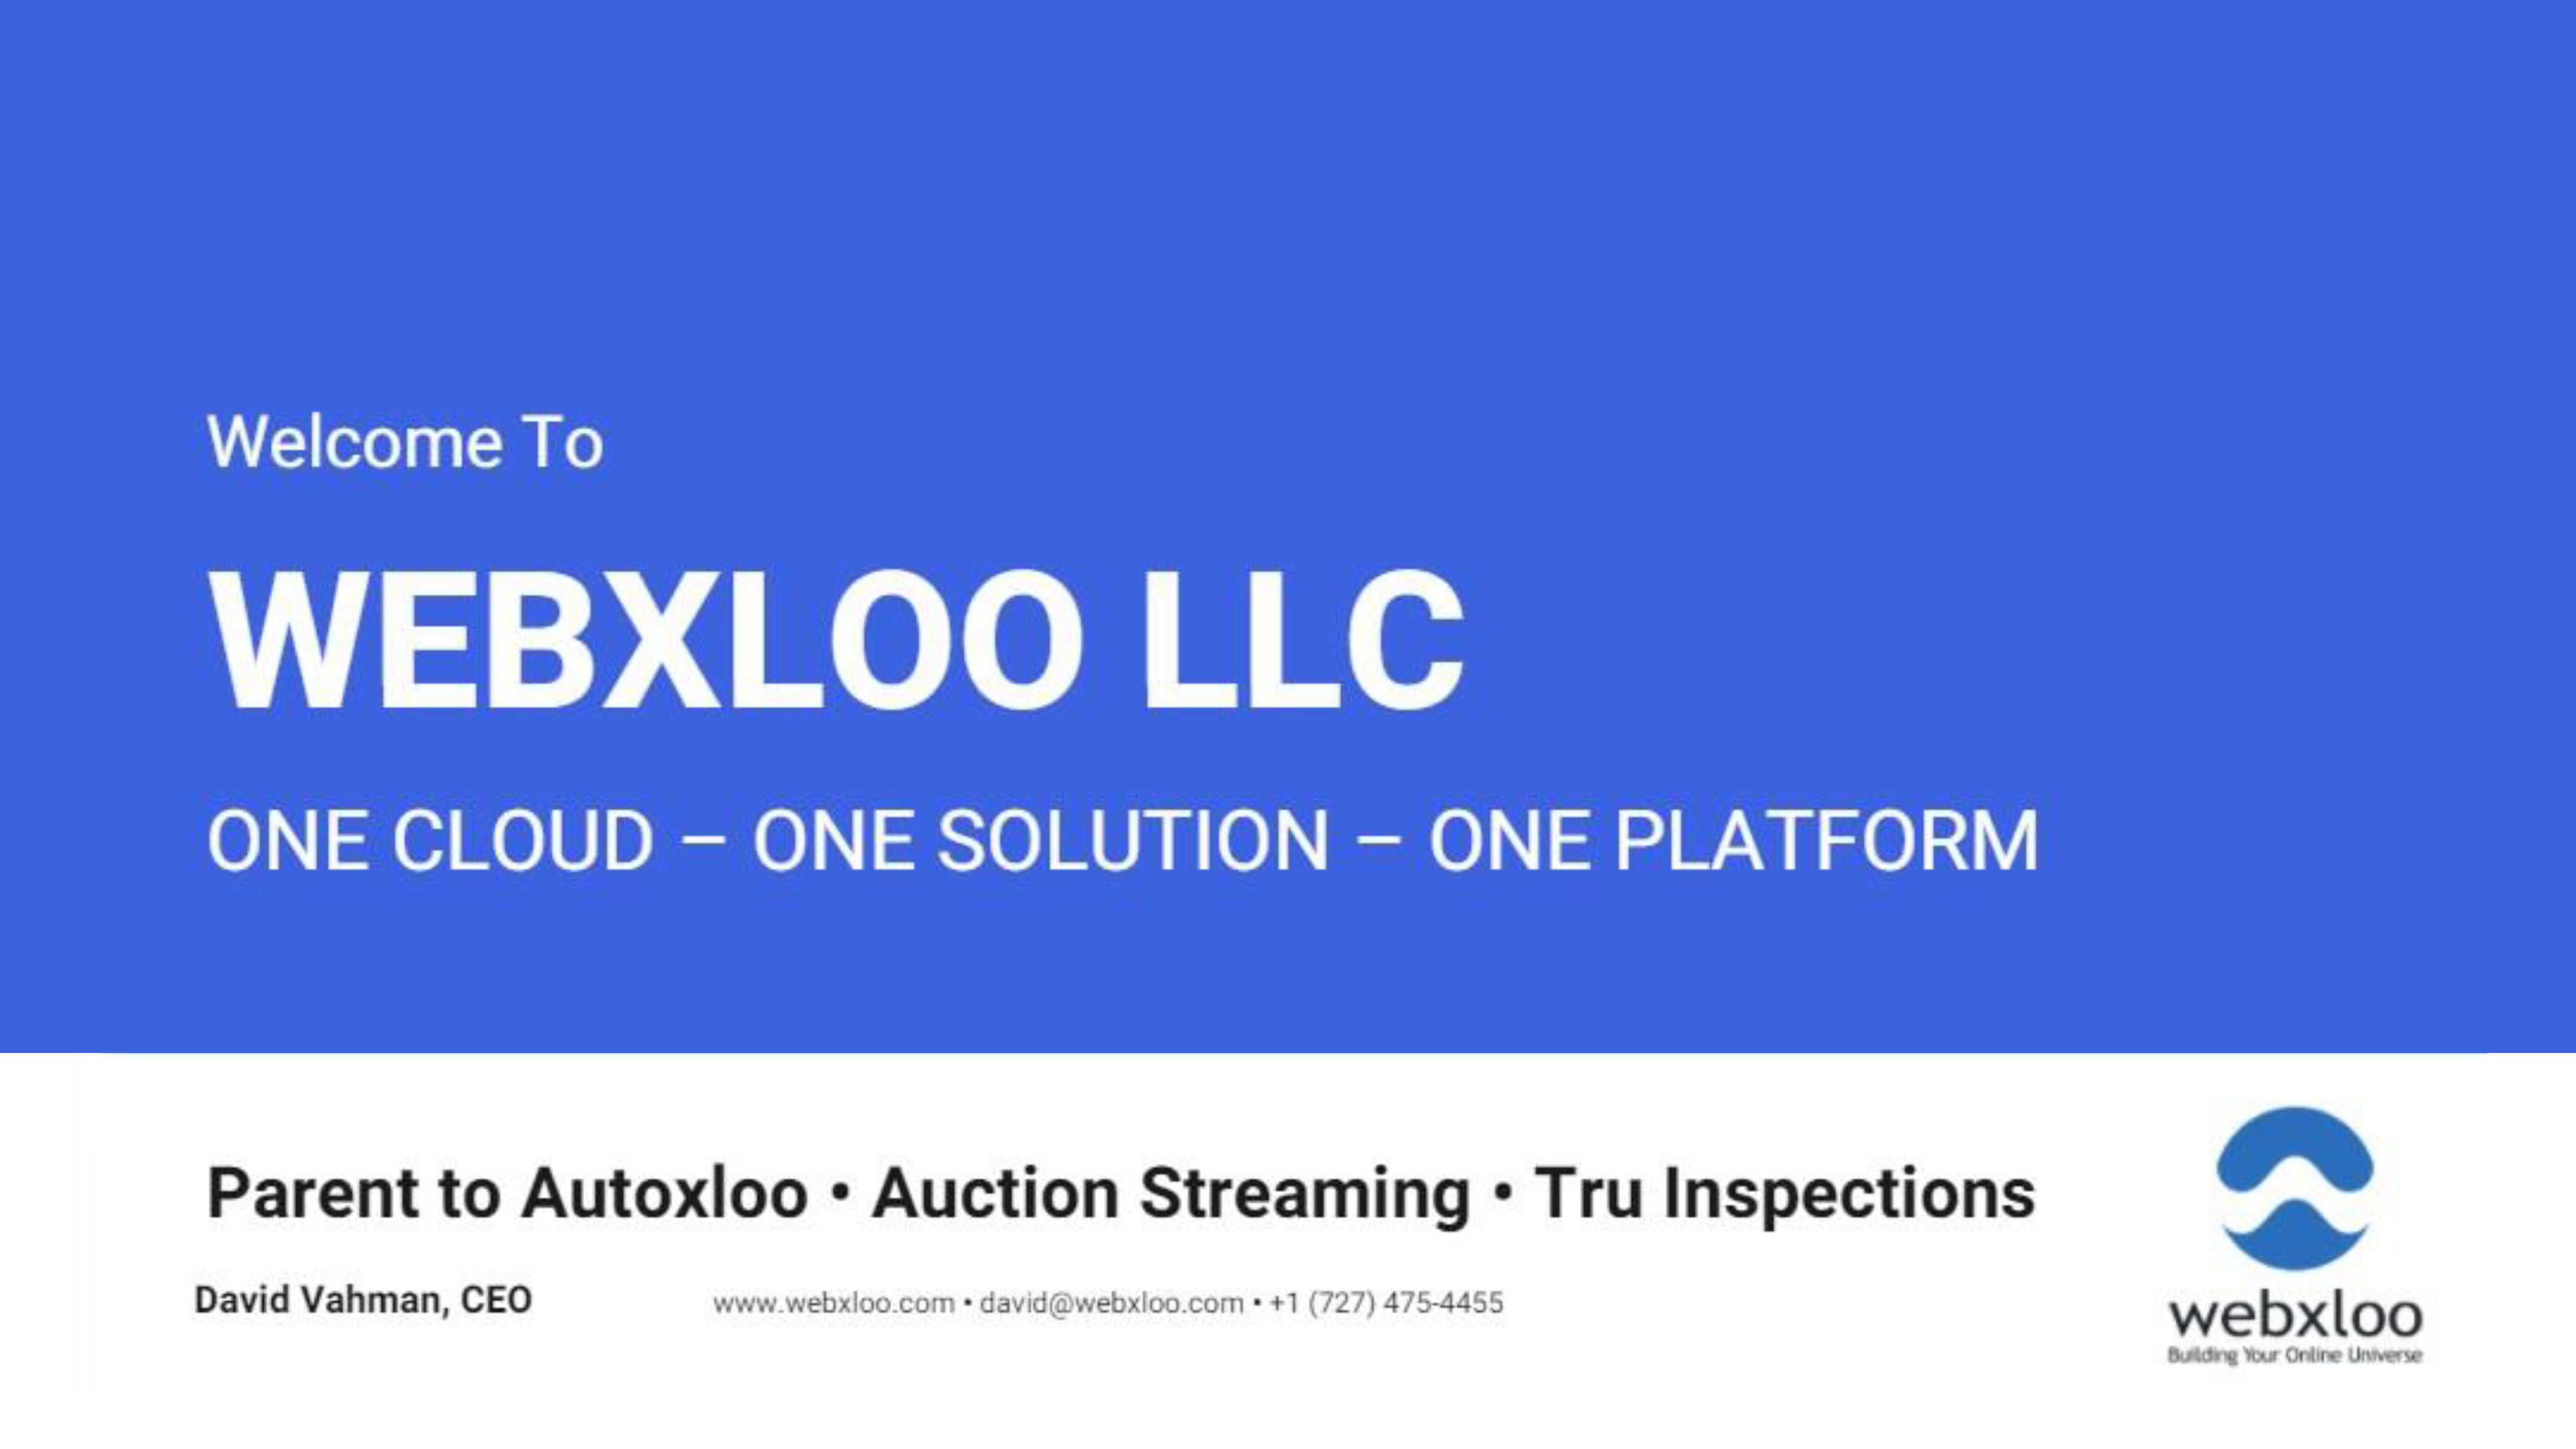 Welcome To
WEBXLOO LLC
ONE CLOUD – ONE SOLUTION – ONE PLATFORM
Parent to Autoxloo • Auction Streaming • Tru Inspections
David Vahman, CEO
www.webxloo.com • david@webxloo.com • +1 (727) 475-4455
webxloo
Building Your Online Universe